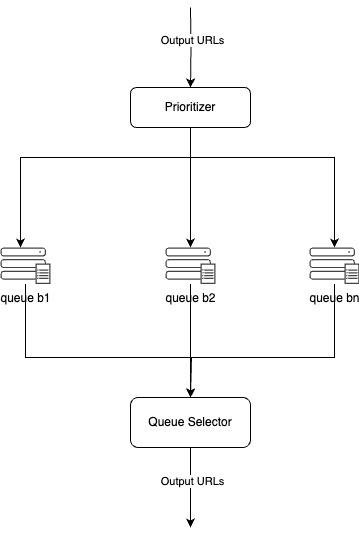 Output URLs
Prioritizer
queue b1
queue b2
queue bn
Queue Selector
Output URLs